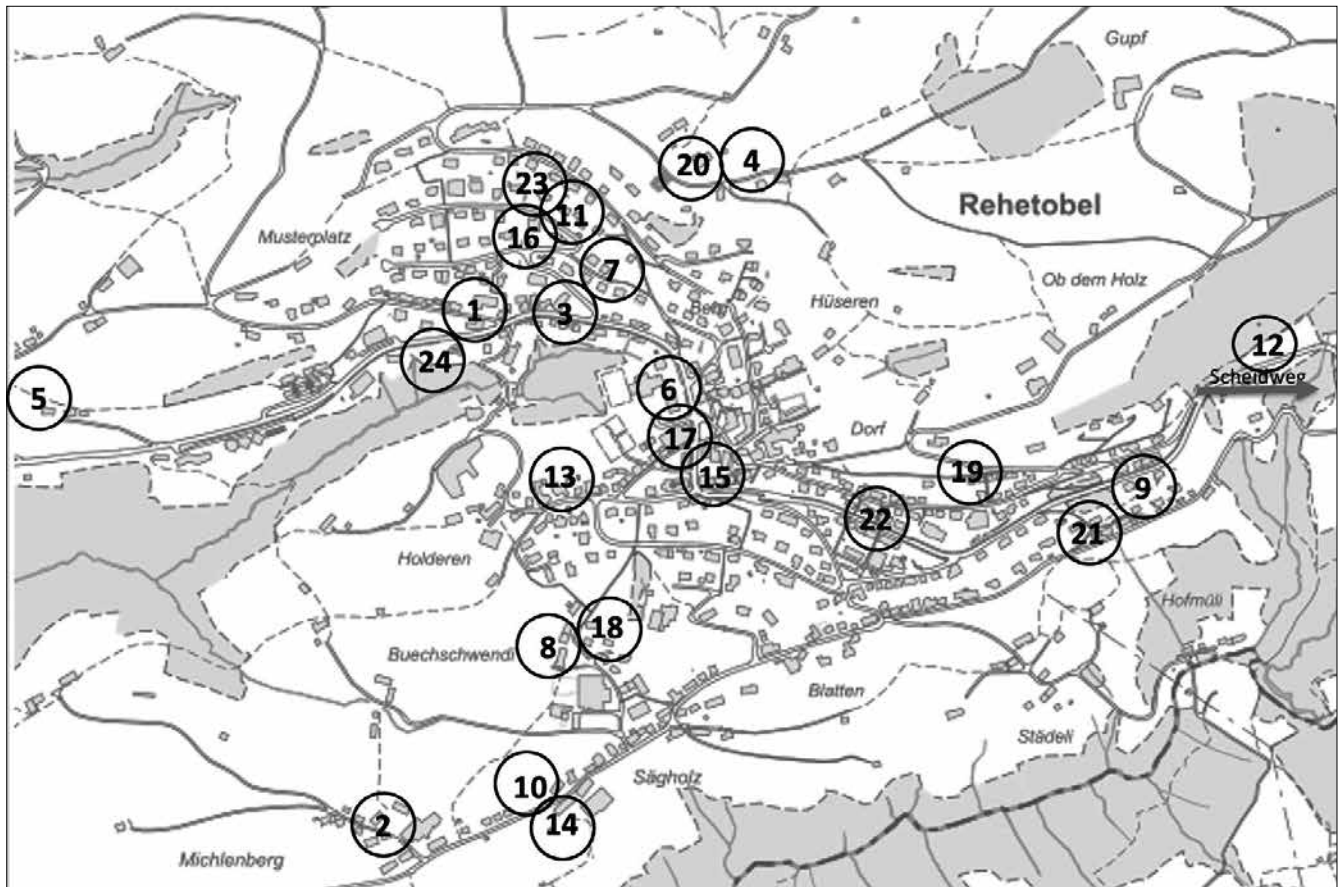 Gupf
20
4
23
11
Rehetobel
16
Musterplatz
7
Ob dem Holz
Hüseren
1
3
12
24
Scheidweg
5
6
Dorf
17
19
13
15
9
22
21
Holderen
Hofmüli
18
8
Buechschwendi
Blatten
Städeli
Sägholz
10
2
14
Michlenberg